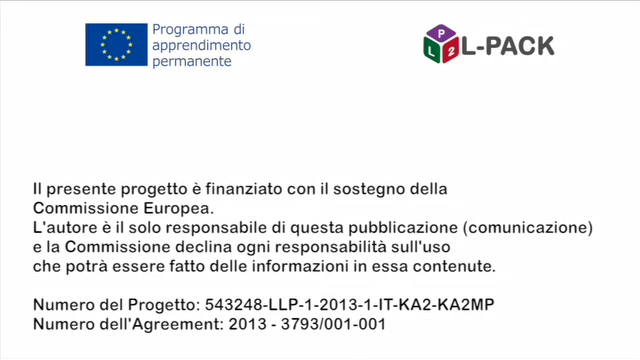 Programma di
apprendimento
permanente
P
L 2 L-PACK
Il presente progetto è finanziato con il sostegno della
Commissione Europea.
L'autore è il solo responsabile di questa pubblicazione (comunicazione)
e la Commissione declina ogni responsabilità sull'uso
che potrà essere fatto delle informazioni in essa contenute.
Numero del Progetto: 543248-LLP-1-2013-1-IT-KA2-KA2MP
Numero dell'Agreement: 2013 - 3793/001-001